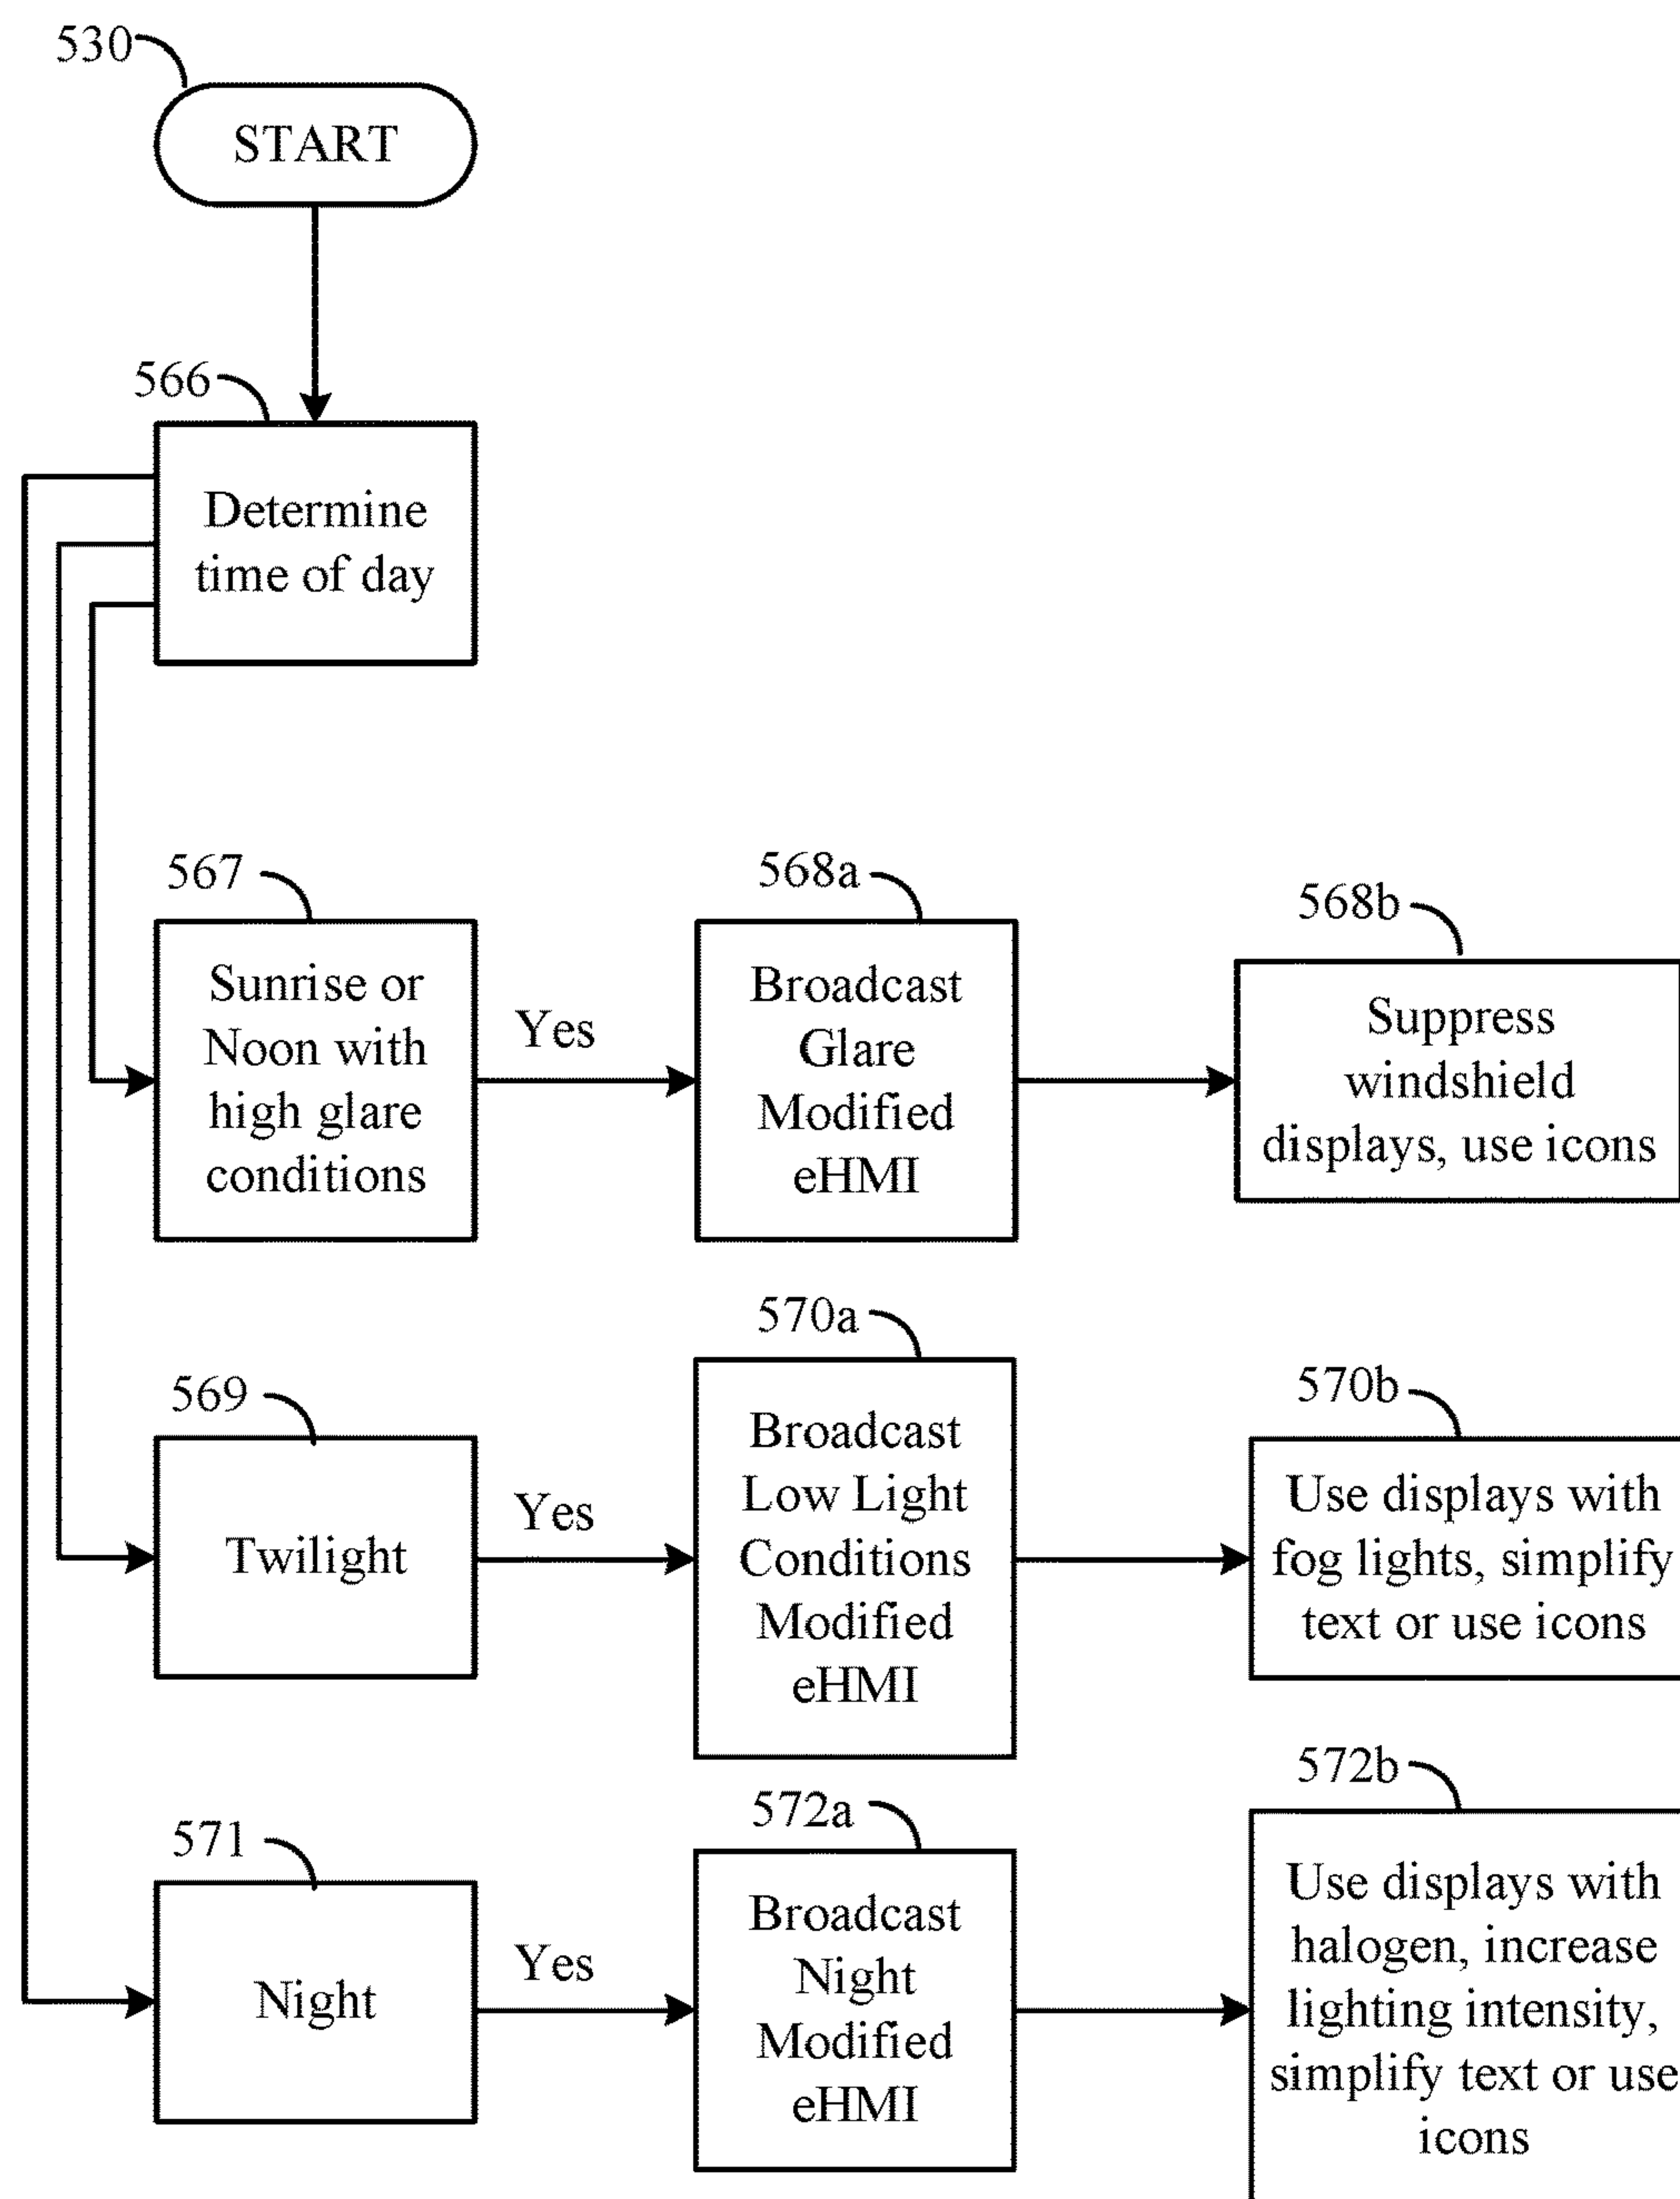 530
START
566
Determine
time of day
567
Sunrise or
Noon with
high glare
conditions
Yes
568a
Broadcast
Glare
Modified
eHMI
568b
Suppress
windshield
displays, use icons
569
Twilight
Yes
570a
Broadcast
Low Light
Conditions
Modified
eHMI
570b
Use displays with
fog lights, simplify
text or use icons
571
Night
Yes
572a
Broadcast
Night
Modified
eHMI
572b
Use displays with
halogen, increase
lighting intensity,
simplify text or use
icons